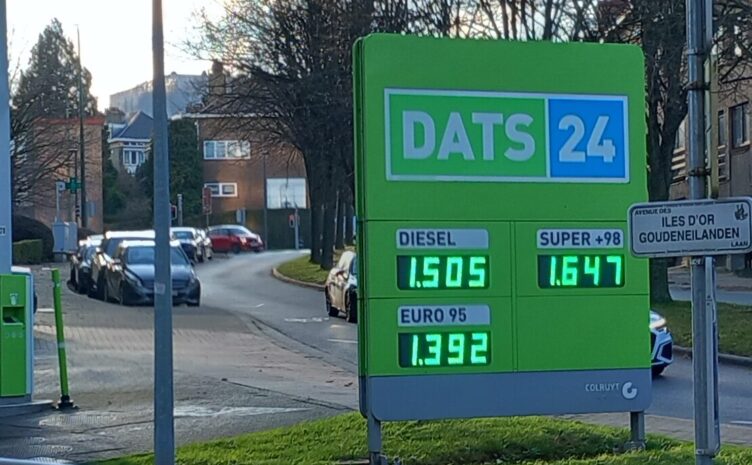 DATS 24
DIESEL
1.505
SUPER +98
1.647
EURO 95
1.392
COLRUYT
AVENUE DES
ILES D'OR
GOUDENEILANDEN
LAAN